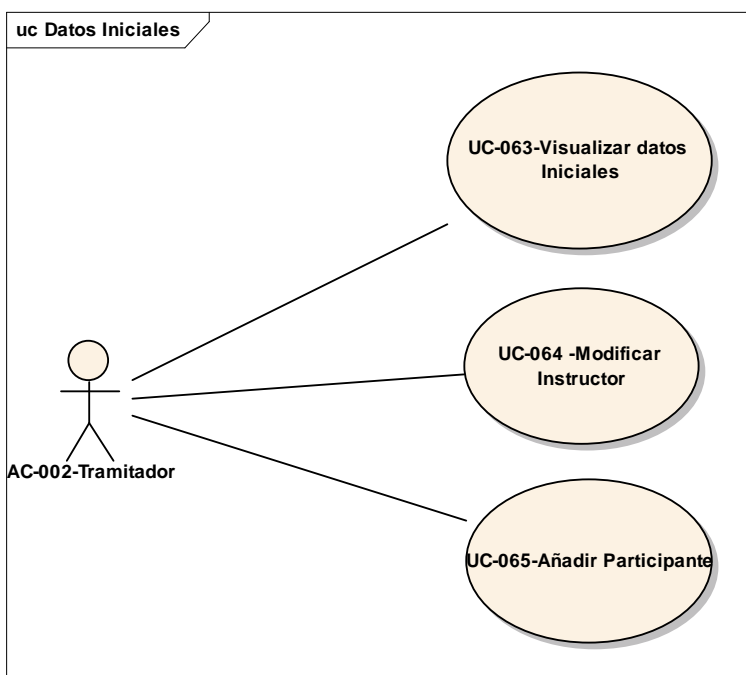 uc Datos Iniciales
UC-063-Visualizar datos
Iniciales
UC-064 -Modificar
Instructor
AC-002-Tramitador
UC-065-Añadir Participante